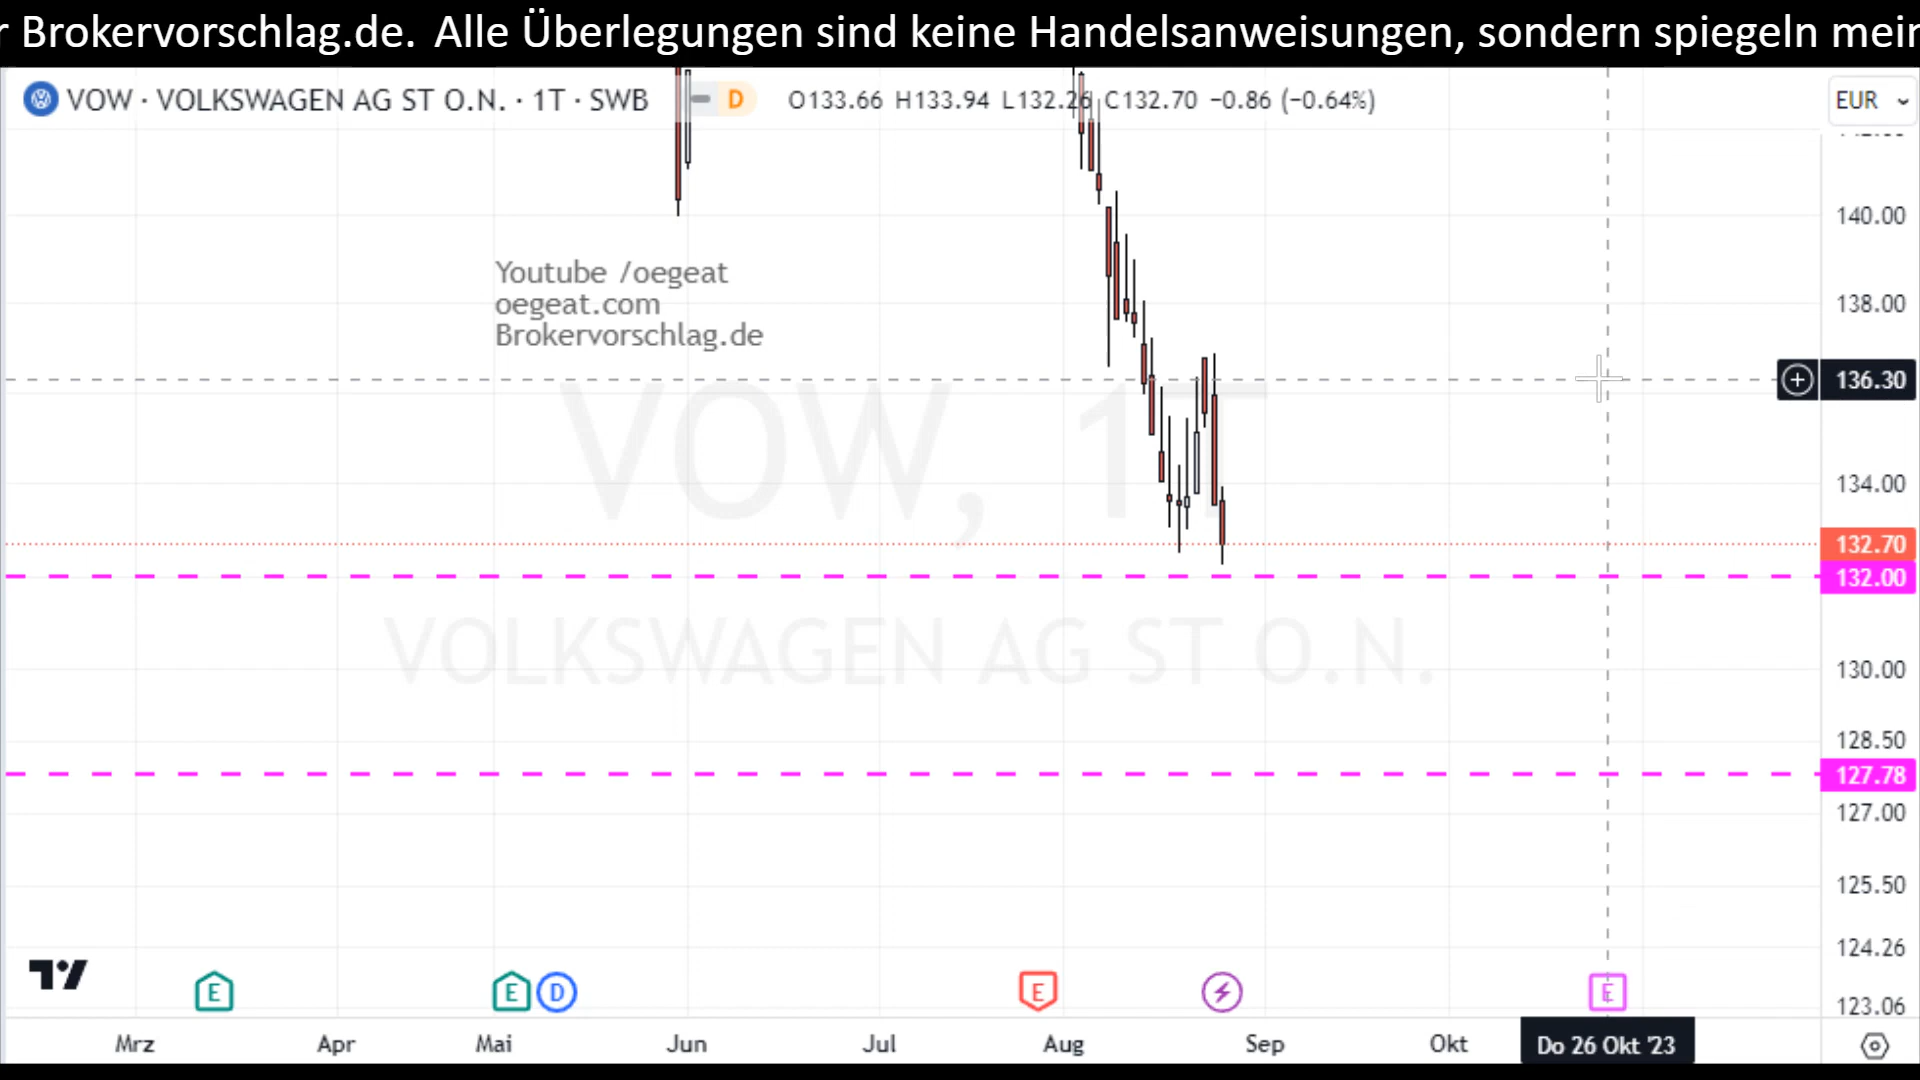 Brokervorschlag.de. Alle Überlegungen sind keine Handelsanweisungen, sondern spiegeln
VOW · VOLKSWAGEN AG ST O.N. · 1T · SWB
D
O133.66 H133.94 L132.26 C132.70 −0.86 (−0.64%)
EUR
140.00
Youtube /oegeat
oegeat.com
Brokervorschlag.de
138.00
136.30
VOW, 1T
134.00
132.70
132.00
VOLKSWAGEN AG ST O.N.
130.00
128.50
127.78
127.00
125.50
124.26
123.06
E
E
D
E
E
Mrz
Apr
Mai
Jun
Jul
Aug
Sep
Okt
Do 26 Okt '23